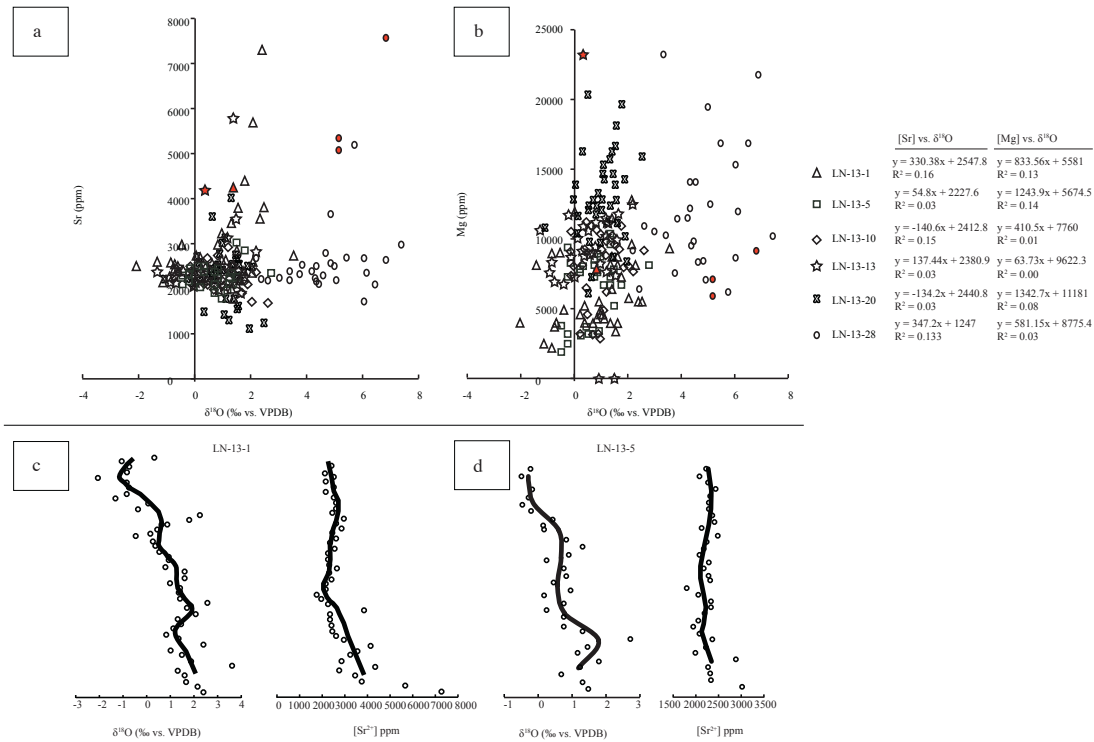 a
8000
7000
6000
5000
4000
3000
2000
1000
0
Sr (ppm)
-4 -2 0 2 4 6 8
δ¹⁸O (‰ vs. VPDB)
b
25000
20000
15000
10000
5000
0
Mg (ppm)
-4 -2 0 2 4 6 8
δ¹⁸O (‰ vs. VPDB)
[Sr] vs. δ¹⁸O [Mg] vs. δ¹⁸O
LN-13-1 y = 330.38x + 2547.8 y = 833.56x + 5581
R² = 0.16 R² = 0.13
LN-13-5 y = 54.8x + 2227.6 y = 1243.9x + 5674.5
R² = 0.03 R² = 0.14
LN-13-10 y = -140.6x + 2412.8 y = 410.5x + 7760
R² = 0.15 R² = 0.01
LN-13-13 y = 137.44x + 2380.9 y = 63.73x + 9622.3
R² = 0.03 R² = 0.00
LN-13-20 y = -134.2x + 2440.8 y = 1342.7x + 11181
R² = 0.03 R² = 0.08
LN-13-28 y = 347.2x + 1247 y = 581.15x + 8775.4
R² = 0.133 R² = 0.03
c
LN-13-1
-3 -2 -1 0 1 2 3 4
δ¹⁸O (‰ vs. VPDB)
0 1000 2000 3000 4000 5000 6000 7000 8000
[Sr²⁺] ppm
d
LN-13-5
-1 0 1 2 3
δ¹⁸O (‰ vs. VPDB)
1500 2000 2500 3000 3500
[Sr²⁺] ppm